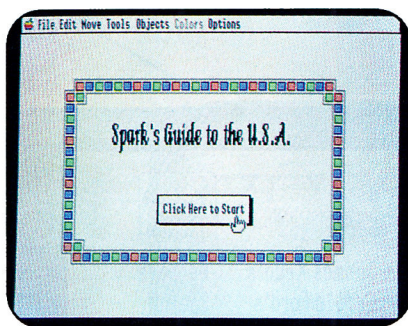 File Edit Move Tools Objects Colors Options
Spark's Guide to the U.S.A.
Click Here to Start